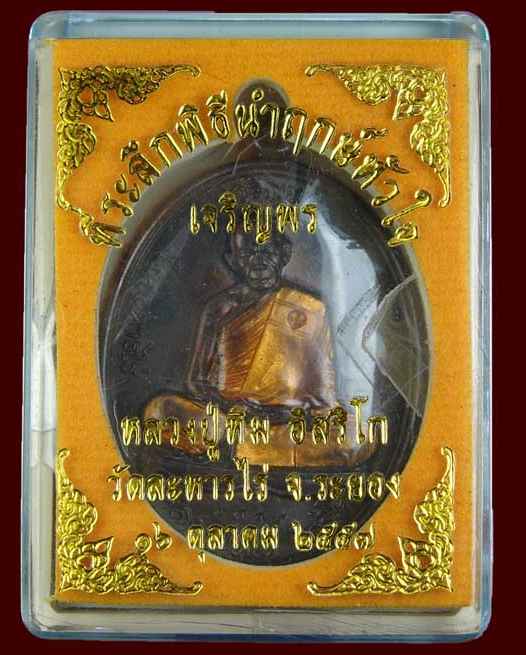 ที่ระลึกพิธีนำฤกษ์หัวใจ
เจริญพร
หลวงปู่ทิม อิสริโก
วัดละหารไร่ จ.ระยอง
๑๖ ตุลาคม ๒๕๕๗